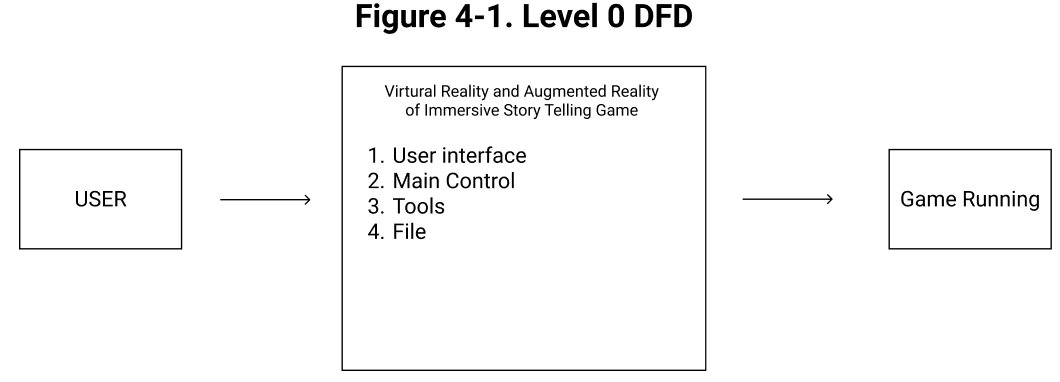 Figure 4-1. Level 0 DFD
Virtural Reality and Augmented Reality
of Immersive Story Telling Game
1. User interface
2. Main Control
3. Tools
4. File
USER
Game Running